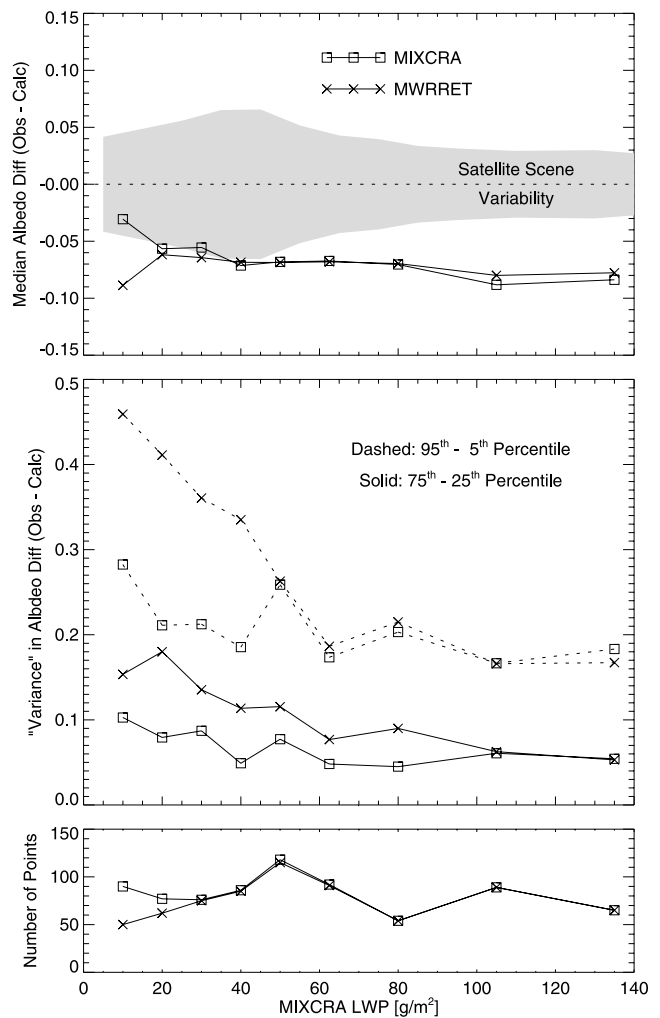 0.15
0.10
0.05
-0.00
-0.05
-0.10
-0.15
Median Albedo Diff (Obs - Calc)
MIXCRA
MWRRET
Satellite Scene
Variability
0.5
0.4
0.3
0.2
0.1
0.0
"Variance" in Albdeo Diff (Obs - Calc)
Dashed: 95th - 5th Percentile
Solid: 75th - 25th Percentile
150
100
50
0
Number of Points
0 20 40 60 80 100 120 140
MIXCRA LWP [g/m2]